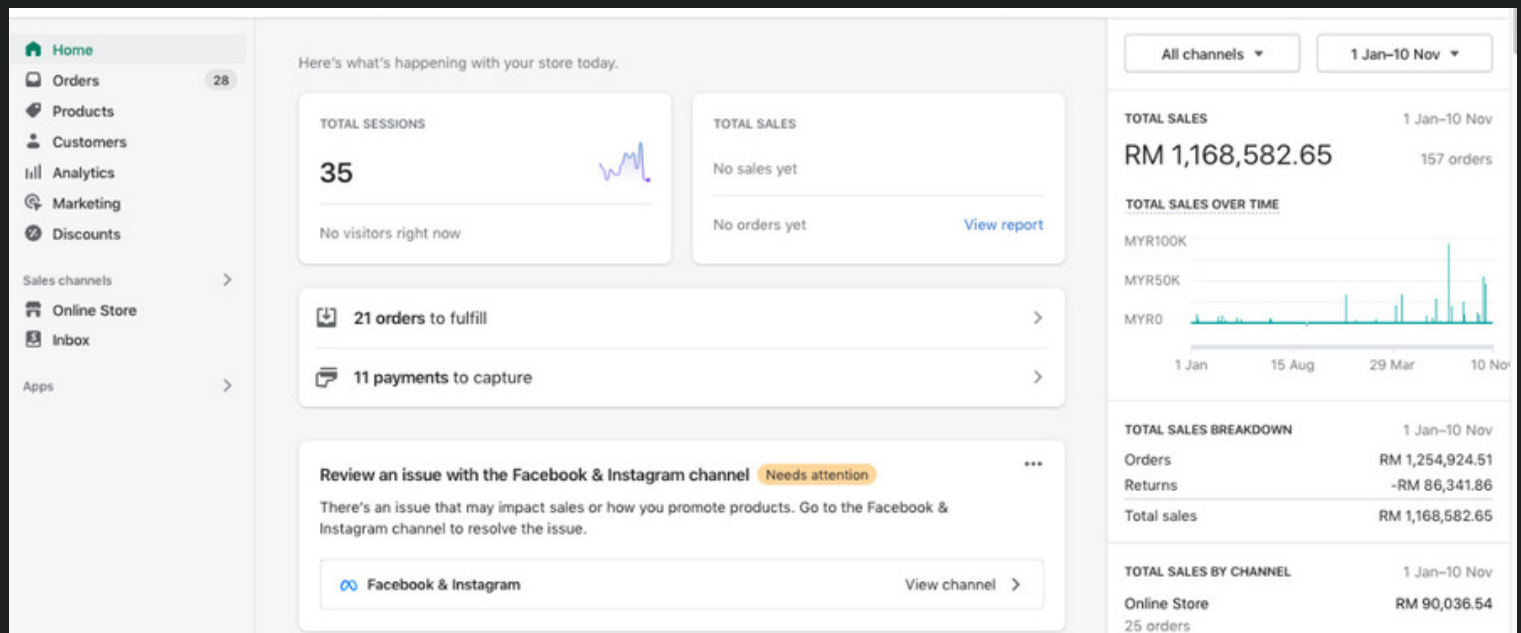 Home
Orders 28
Products
Customers
Analytics
Marketing
Discounts
Sales channels
Online Store
Inbox
Apps
Here's what's happening with your store today.
TOTAL SESSIONS
35
No visitors right now
TOTAL SALES
No sales yet
No orders yet View report
21 orders to fulfill
11 payments to capture
Review an issue with the Facebook & Instagram channel Needs attention
There's an issue that may impact sales or how you promote products. Go to the Facebook &
Instagram channel to resolve the issue.
Facebook & Instagram View channel
All channels 1 Jan–10 Nov
TOTAL SALES 1 Jan–10 Nov
RM 1,168,582.65 157 orders
TOTAL SALES OVER TIME
MYR100K
MYR50K
MYR0
1 Jan 15 Aug 29 Mar 10 Nov
TOTAL SALES BREAKDOWN 1 Jan–10 Nov
Orders RM 1,254,924.51
Returns -RM 86,341.86
Total sales RM 1,168,582.65
TOTAL SALES BY CHANNEL 1 Jan–10 Nov
Online Store RM 90,036.54
25 orders